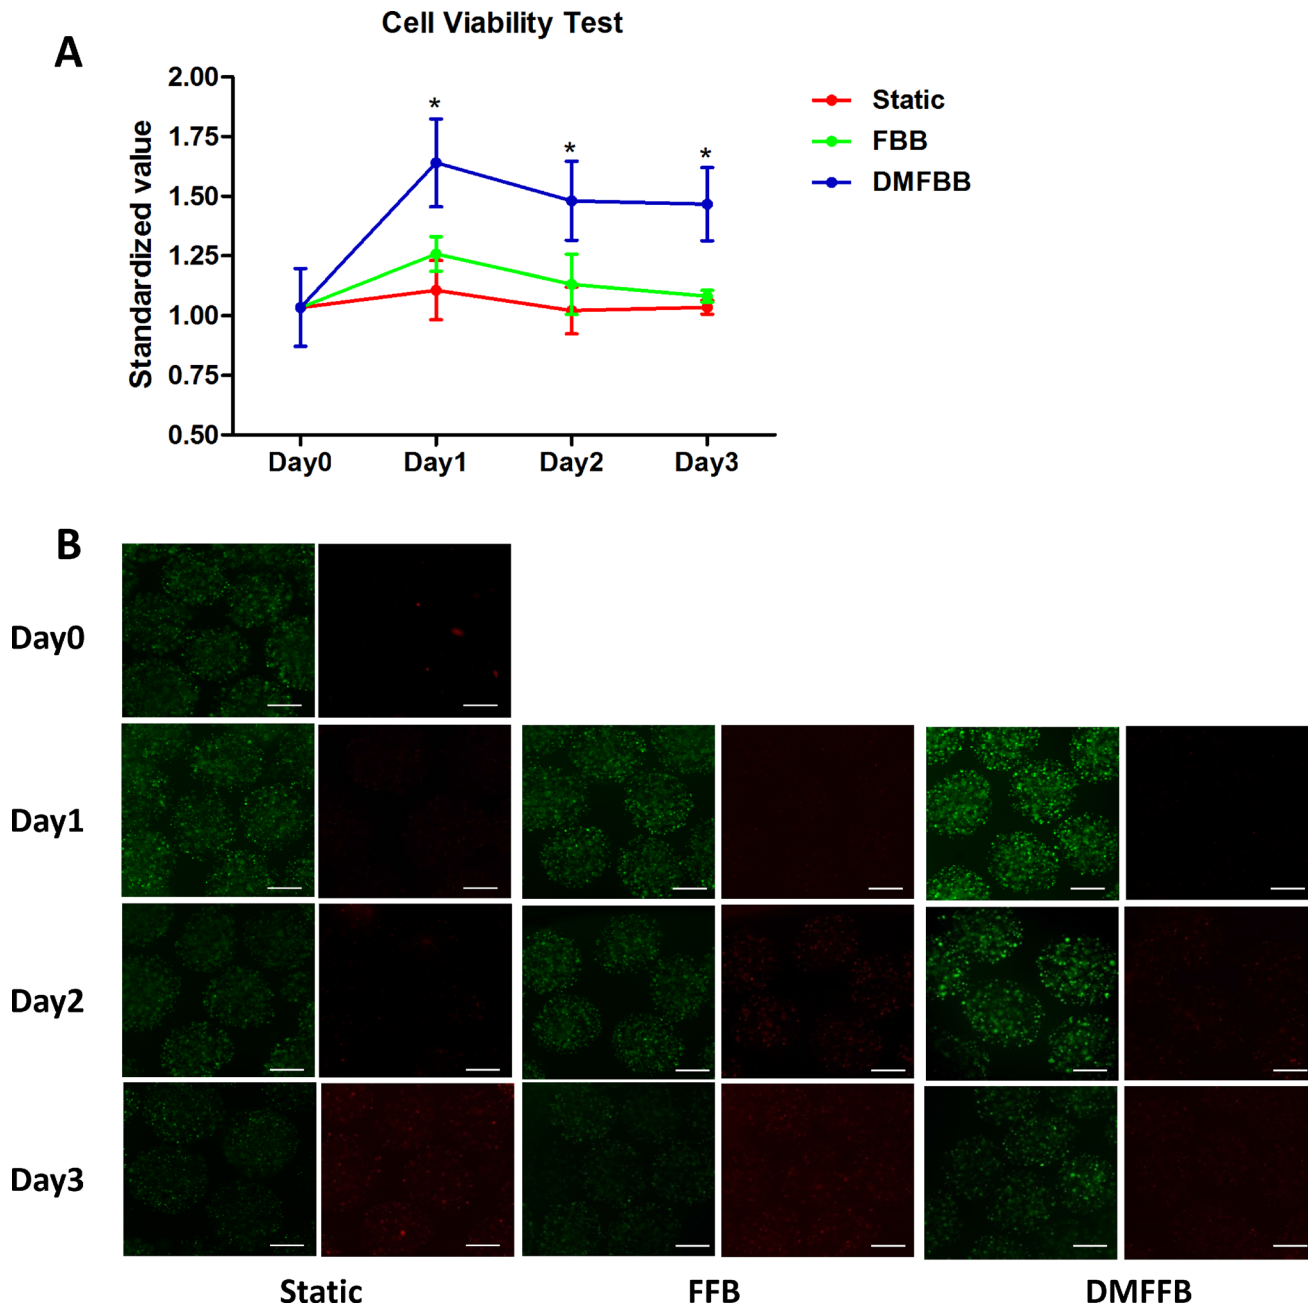 Cell Viability Test
A
Standardized value
2.00
1.75
1.50
1.25
1.00
0.75
0.50
*
*
*
Day0
Day1
Day2
Day3
Static
FBB
DMFBB
B
Day0
Day1
Day2
Day3
Static
FFB
DMFFB